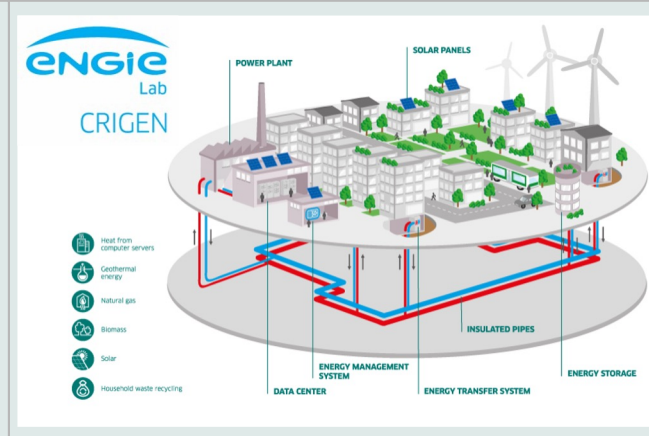 ENGIE
Lab
CRIGEN
POWER PLANT
SOLAR PANELS
Heat from
computer servers
Geothermal
energy
Natural gas
Biomass
Solar
Household waste recycling
INSULATED PIPES
ENERGY MANAGEMENT
SYSTEM
DATA CENTER
ENERGY TRANSFER SYSTEM
ENERGY STORAGE